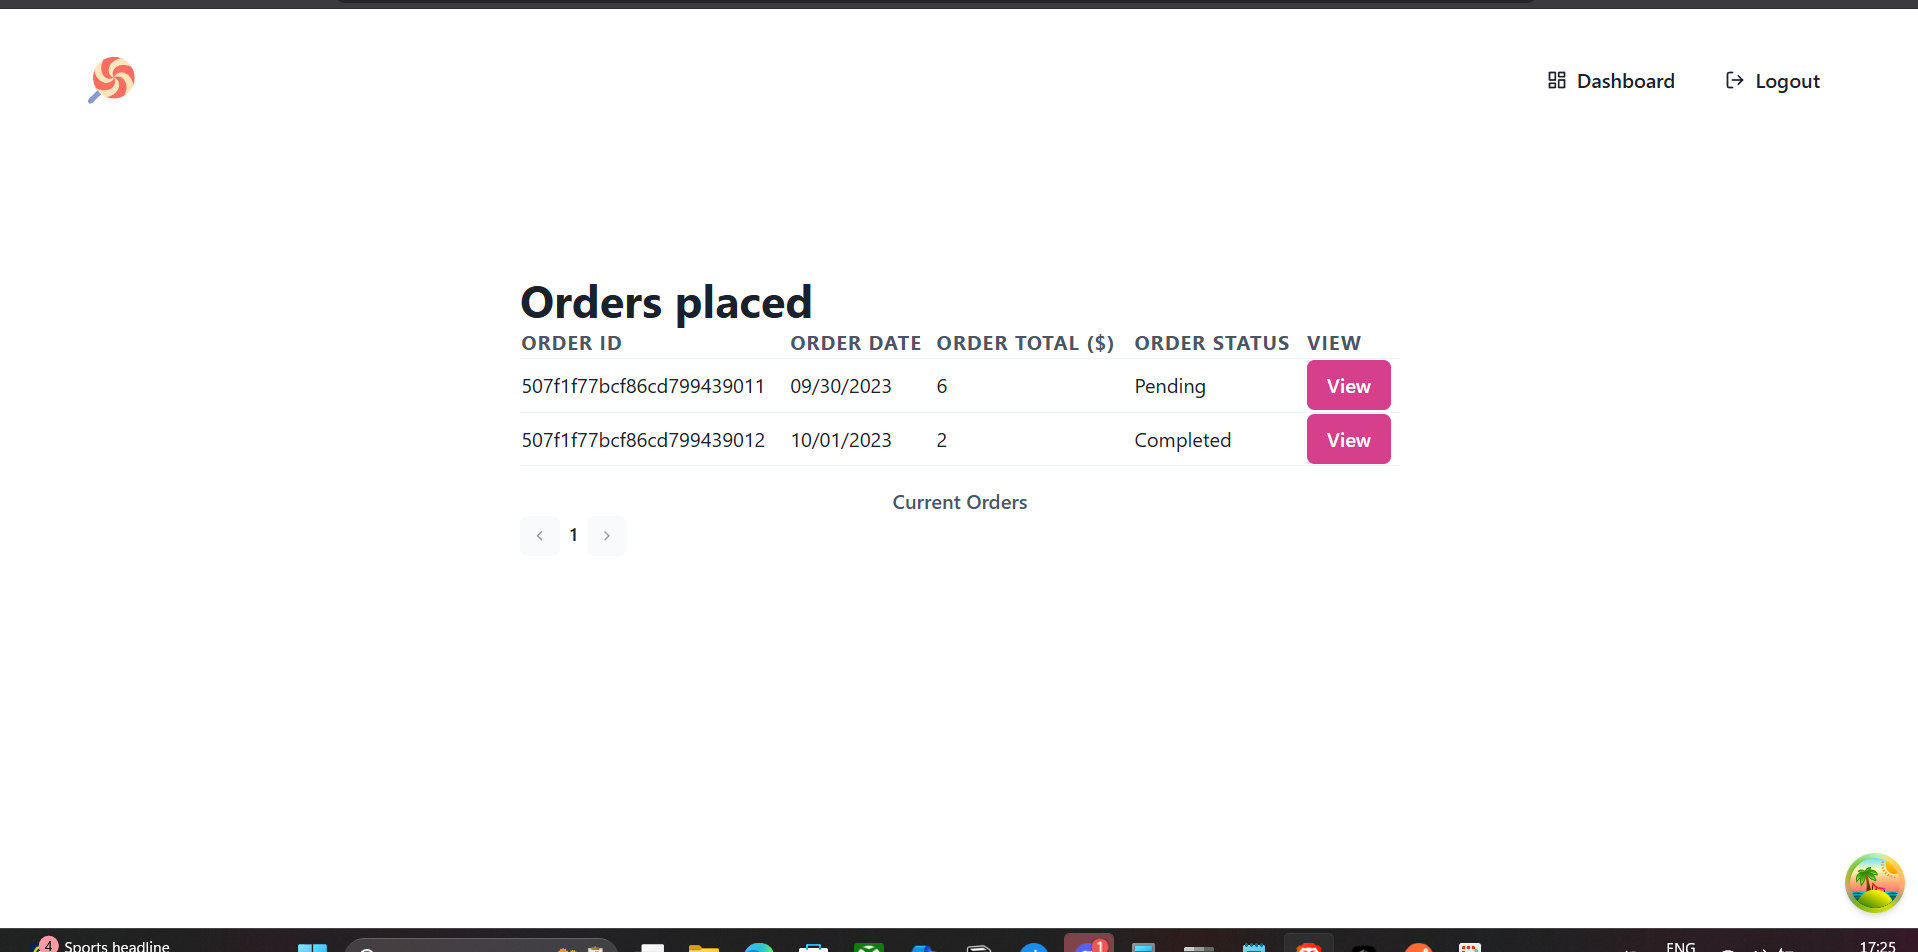 Dashboard
Logout
Orders placed
ORDER ID ORDER DATE ORDER TOTAL ($) ORDER STATUS VIEW
507f1f77bcf86cd799439011 09/30/2023 6 Pending View
507f1f77bcf86cd799439012 10/01/2023 2 Completed View
Current Orders
1
4
Sports headline
1
ENG
17:25